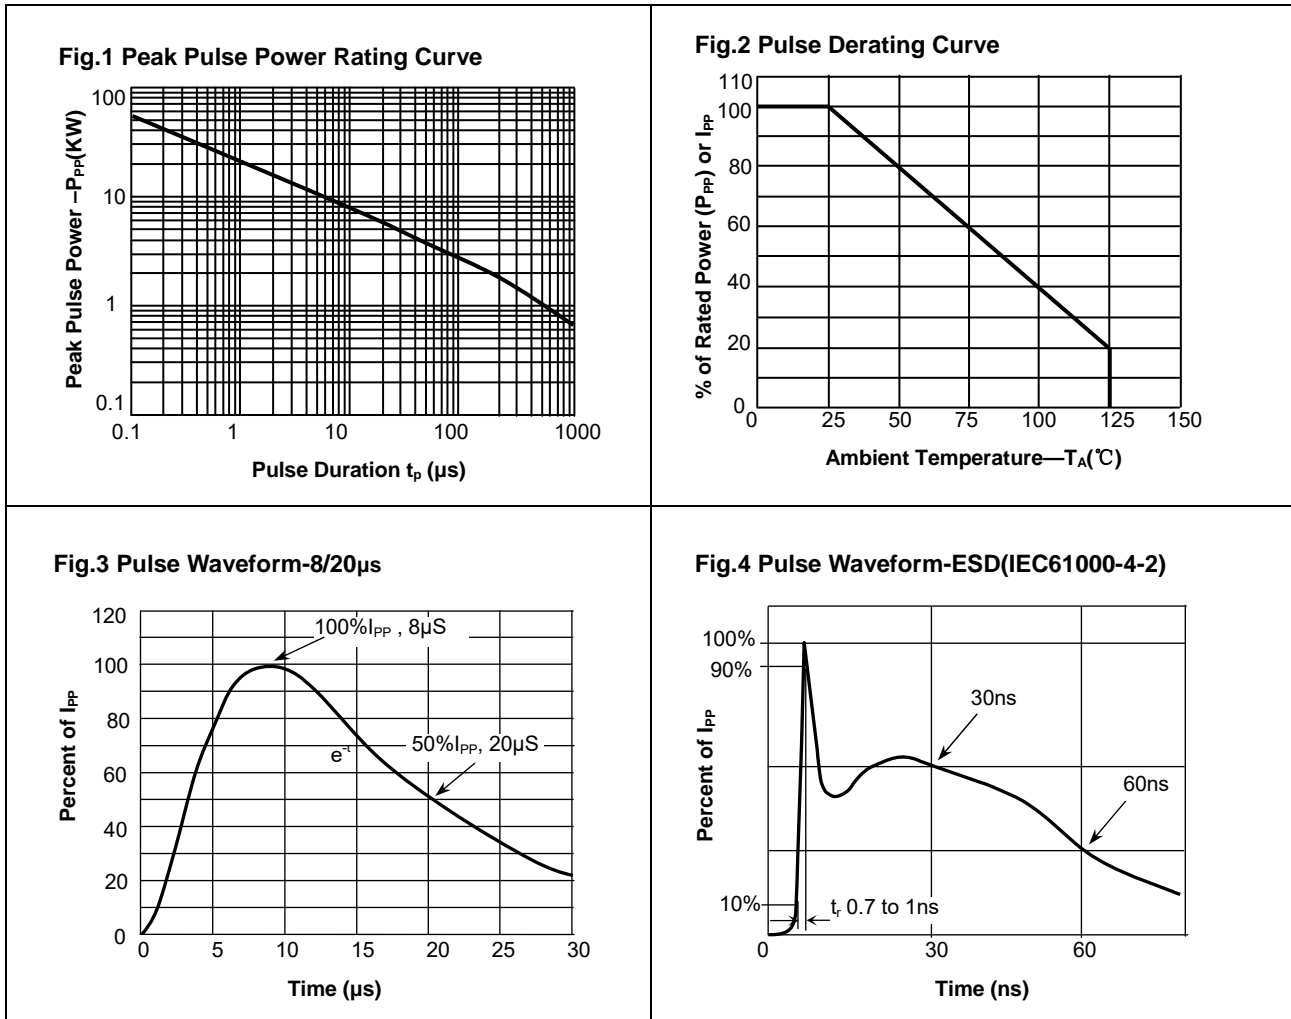 Fig.1 Peak Pulse Power Rating Curve
Peak Pulse Power –PPP(KW)
100
10
1
0.1
0.1 1 10 100 1000
Pulse Duration tp (µs)
Fig.2 Pulse Derating Curve
% of Rated Power (PPP) or IPP
110
100
80
60
40
20
0
0 25 50 75 100 125 150
Ambient Temperature—TA(℃)
Fig.3 Pulse Waveform-8/20µs
Percent of IPP
120
100
80
60
40
20
0
100%IPP , 8µS
e-t
50%IPP, 20µS
0 5 10 15 20 25 30
Time (µs)
Fig.4 Pulse Waveform-ESD(IEC61000-4-2)
Percent of IPP
100%
90%
10%
30ns
60ns
tr 0.7 to 1ns
0 30 60
Time (ns)